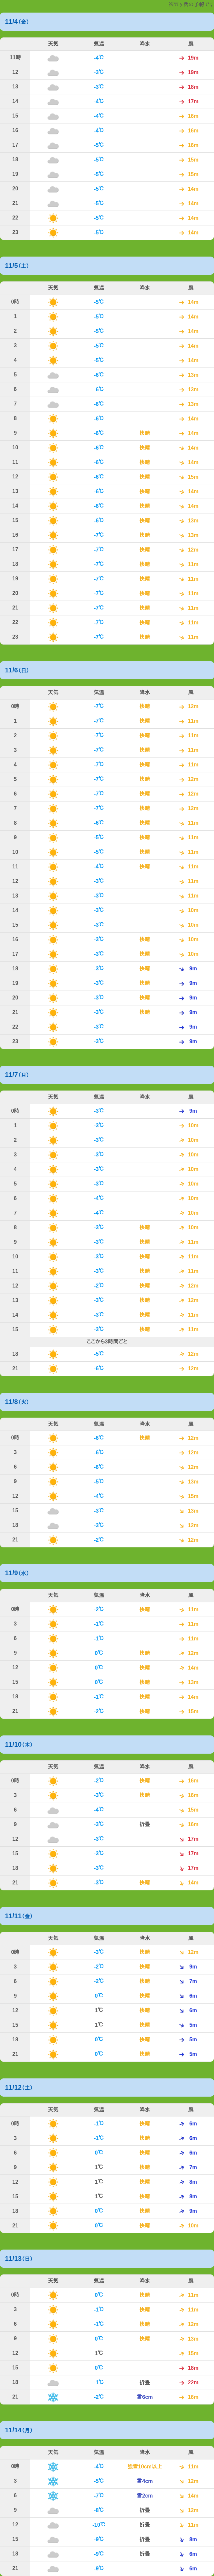 11/4(金)
天気 気温 降水 風
11時 -4℃ 19m
12 -3℃ 19m
13 -3℃ 18m
14 -4℃ 17m
15 -4℃ 16m
16 -4℃ 16m
17 -5℃ 16m
18 -5℃ 15m
19 -5℃ 15m
20 -5℃ 14m
21 -5℃ 14m
22 -5℃ 14m
23 -5℃ 14m
11/5(土)
天気 気温 降水 風
0時 -5℃ 14m
1 -5℃ 14m
2 -5℃ 14m
3 -5℃ 14m
4 -5℃ 14m
5 -6℃ 13m
6 -6℃ 13m
7 -6℃ 13m
8 -6℃ 14m
9 -6℃ 快晴 14m
10 -6℃ 快晴 14m
11 -6℃ 快晴 14m
12 -6℃ 快晴 15m
13 -6℃ 快晴 14m
14 -6℃ 快晴 14m
15 -6℃ 快晴 13m
16 -7℃ 快晴 13m
17 -7℃ 快晴 12m
18 -7℃ 快晴 11m
19 -7℃ 快晴 11m
20 -7℃ 快晴 11m
21 -7℃ 快晴 11m
22 -7℃ 快晴 11m
23 -7℃ 快晴 11m
11/6(日)
天気 気温 降水 風
0時 -7℃ 快晴 12m
1 -7℃ 快晴 11m
2 -7℃ 快晴 11m
3 -7℃ 快晴 11m
4 -7℃ 快晴 11m
5 -7℃ 快晴 12m
6 -7℃ 快晴 12m
7 -7℃ 快晴 12m
8 -6℃ 快晴 11m
9 -5℃ 快晴 11m
10 -5℃ 快晴 11m
11 -4℃ 快晴 11m
12 -3℃ 11m
13 -3℃ 11m
14 -3℃ 10m
15 -3℃ 10m
16 -3℃ 快晴 10m
17 -3℃ 快晴 10m
18 -3℃ 快晴 9m
19 -3℃ 快晴 9m
20 -3℃ 快晴 9m
21 -3℃ 快晴 9m
22 -3℃ 9m
23 -3℃ 9m
11/7(月)
天気 気温 降水 風
0時 -3℃ 9m
1 -3℃ 10m
2 -3℃ 10m
3 -3℃ 10m
4 -3℃ 10m
5 -3℃ 10m
6 -4℃ 10m
7 -4℃ 10m
8 -3℃ 快晴 10m
9 -3℃ 快晴 11m
10 -3℃ 快晴 11m
11 -3℃ 快晴 11m
12 -2℃ 快晴 12m
13 -3℃ 快晴 12m
14 -3℃ 快晴 11m
15 -3℃ 快晴 11m
ここから3時間ごと
18 -5℃ 12m
21 -6℃ 12m
11/8(火)
天気 気温 降水 風
0時 -6℃ 快晴 12m
3 -6℃ 12m
6 -6℃ 12m
9 -5℃ 13m
12 -4℃ 15m
15 -3℃ 13m
18 -3℃ 12m
21 -2℃ 12m
11/9(水)
天気 気温 降水 風
0時 -2℃ 快晴 11m
3 -1℃ 11m
6 -1℃ 11m
9 0℃ 快晴 12m
12 0℃ 快晴 14m
15 0℃ 快晴 13m
18 -1℃ 快晴 14m
21 -2℃ 快晴 15m
11/10(木)
天気 気温 降水 風
0時 -2℃ 快晴 16m
3 -3℃ 快晴 16m
6 -4℃ 15m
9 -3℃ 折畳 16m
12 -3℃ 17m
15 -3℃ 17m
18 -3℃ 17m
21 -3℃ 快晴 14m
11/11(金)
天気 気温 降水 風
0時 -3℃ 快晴 12m
3 -2℃ 快晴 9m
6 -2℃ 快晴 7m
9 0℃ 快晴 6m
12 1℃ 快晴 6m
15 1℃ 快晴 5m
18 0℃ 快晴 5m
21 0℃ 快晴 5m
11/12(土)
天気 気温 降水 風
0時 -1℃ 快晴 6m
3 -1℃ 快晴 6m
6 0℃ 快晴 6m
9 1℃ 快晴 7m
12 1℃ 快晴 8m
15 1℃ 快晴 8m
18 0℃ 快晴 9m
21 0℃ 快晴 10m
11/13(日)
天気 気温 降水 風
0時 0℃ 快晴 11m
3 -1℃ 快晴 11m
6 -1℃ 快晴 12m
9 0℃ 快晴 13m
12 1℃ 15m
15 0℃ 18m
18 -1℃ 折畳 22m
21 -2℃ 雪6cm 16m
11/14(月)
天気 気温 降水 風
0時 -4℃ 強雪10cm以上 11m
3 -5℃ 雪4cm 12m
6 -7℃ 雪2cm 14m
9 -8℃ 折畳 12m
12 -10℃ 折畳 11m
15 -9℃ 折畳 8m
18 -9℃ 折畳 6m
21 -9℃ 6m